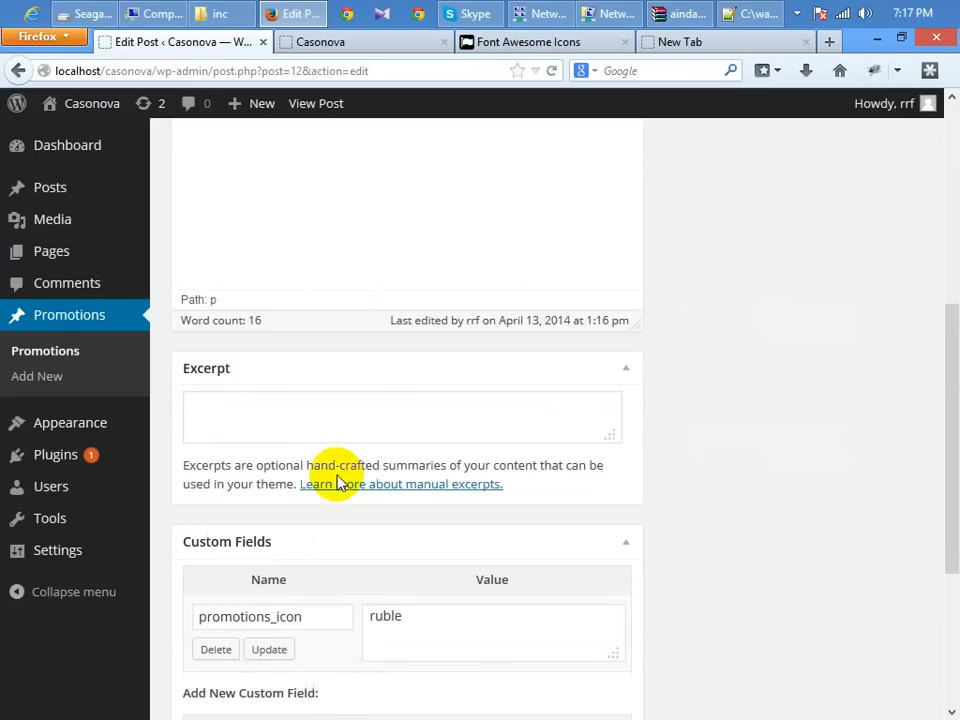 Seaga...
Comp...
inc
Edit P...
Skype
Netw...
Netw...
ainda...
C:\wa...
7:17 PM
Firefox
Edit Post ‹ Casonova — W...
Casonova
Font Awesome Icons
New Tab
localhost/casonova/wp-admin/post.php?post=12&action=edit
Google
Casonova
2
0
New
View Post
Howdy, rrf
Dashboard
Posts
Media
Pages
Comments
Promotions
Promotions
Add New
Appearance
Plugins 1
Users
Tools
Settings
Collapse menu
Path: p
Word count: 16
Last edited by rrf on April 13, 2014 at 1:16 pm
Excerpt
Excerpts are optional hand-crafted summaries of your content that can be
used in your theme. Learn more about manual excerpts.
Custom Fields
Name
Value
promotions_icon
ruble
Delete
Update
Add New Custom Field: